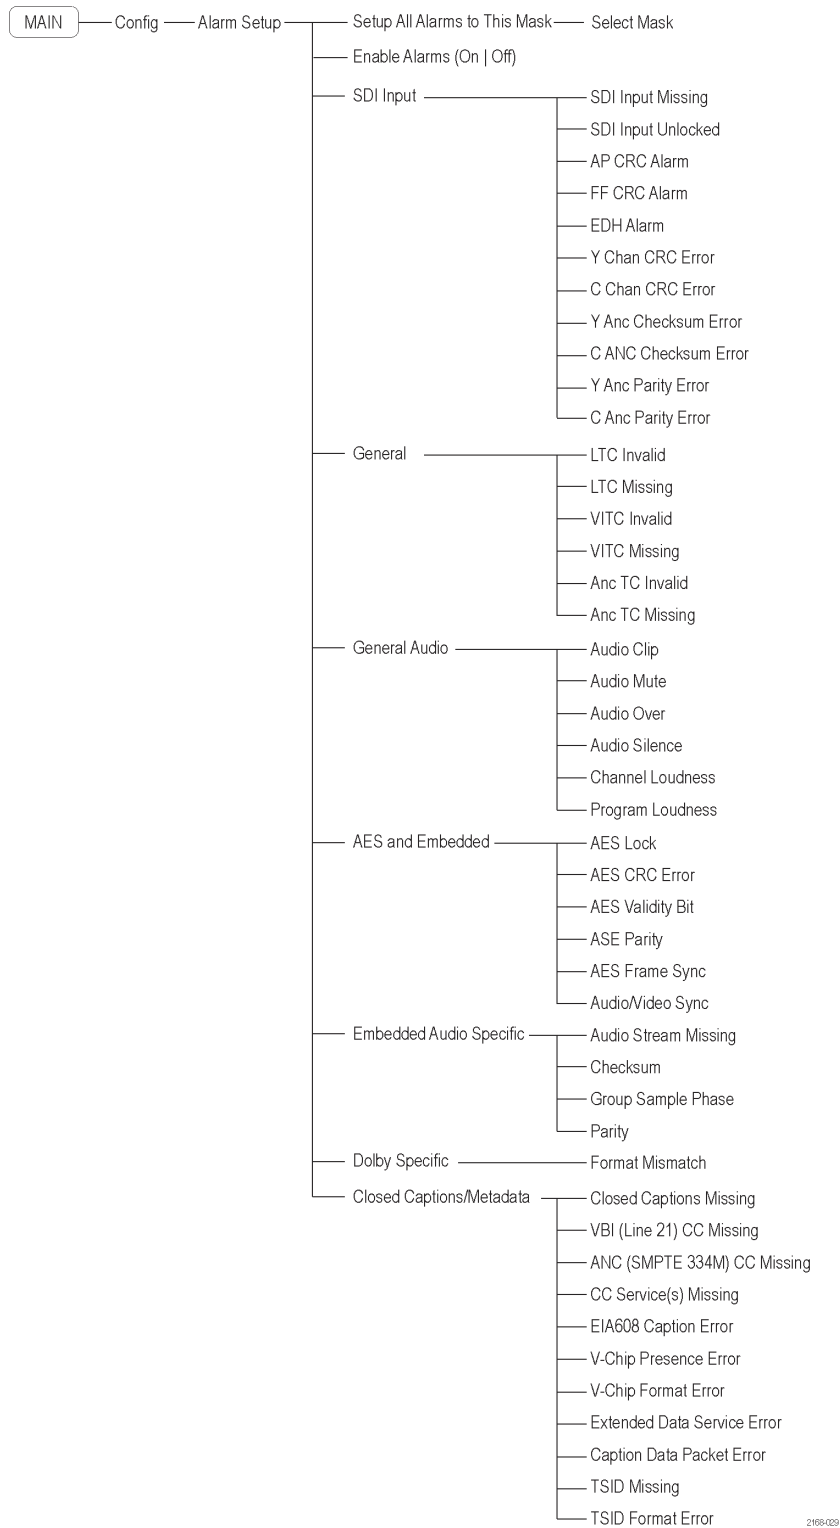 MAIN Config Alarm Setup Setup All Alarms to This Mask Select Mask
Enable Alarms (On | Off)
SDI Input SDI Input Missing
SDI Input Unlocked
AP CRC Alarm
FF CRC Alarm
EDH Alarm
Y Chan CRC Error
C Chan CRC Error
Y Anc Checksum Error
C ANC Checksum Error
Y Anc Parity Error
C Anc Parity Error
General LTC Invalid
LTC Missing
VITC Invalid
VITC Missing
Anc TC Invalid
Anc TC Missing
General Audio Audio Clip
Audio Mute
Audio Over
Audio Silence
Channel Loudness
Program Loudness
AES and Embedded AES Lock
AES CRC Error
AES Validity Bit
ASE Parity
AES Frame Sync
Audio/Video Sync
Embedded Audio Specific Audio Stream Missing
Checksum
Group Sample Phase
Parity
Dolby Specific Format Mismatch
Closed Captions/Metadata Closed Captions Missing
VBI (Line 21) CC Missing
ANC (SMPTE 334M) CC Missing
CC Service(s) Missing
EIA608 Caption Error
V-Chip Presence Error
V-Chip Format Error
Extended Data Service Error
Caption Data Packet Error
TSID Missing
TSID Format Error
2168-029